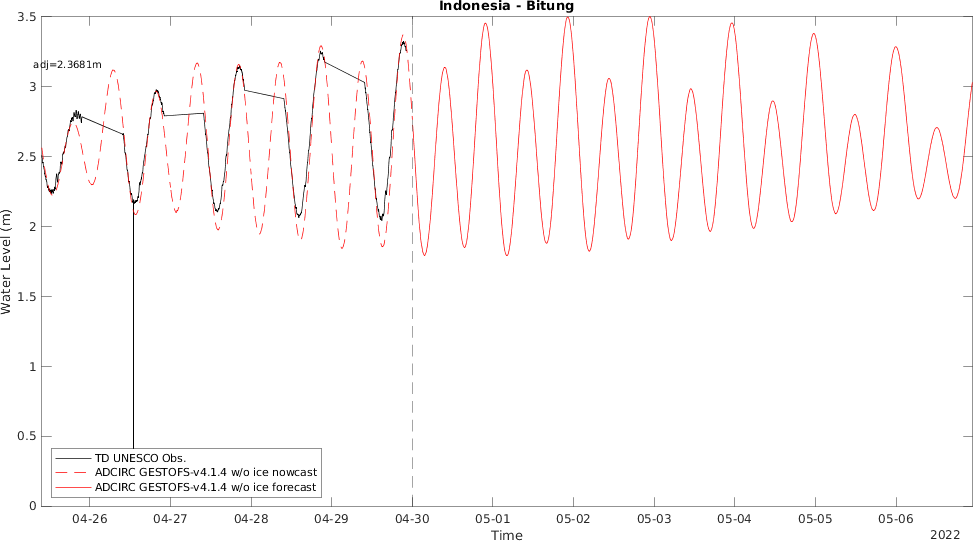 Indonesia - Bitung
adj=2.3681m
Water Level (m)
3.5
3
2.5
2
1.5
1
0.5
0
TD UNESCO Obs.
ADCIRC GESTOFS-v4.1.4 w/o ice nowcast
ADCIRC GESTOFS-v4.1.4 w/o ice forecast
04-26 04-27 04-28 04-29 04-30 05-01 05-02 05-03 05-04 05-05 05-06
Time
2022